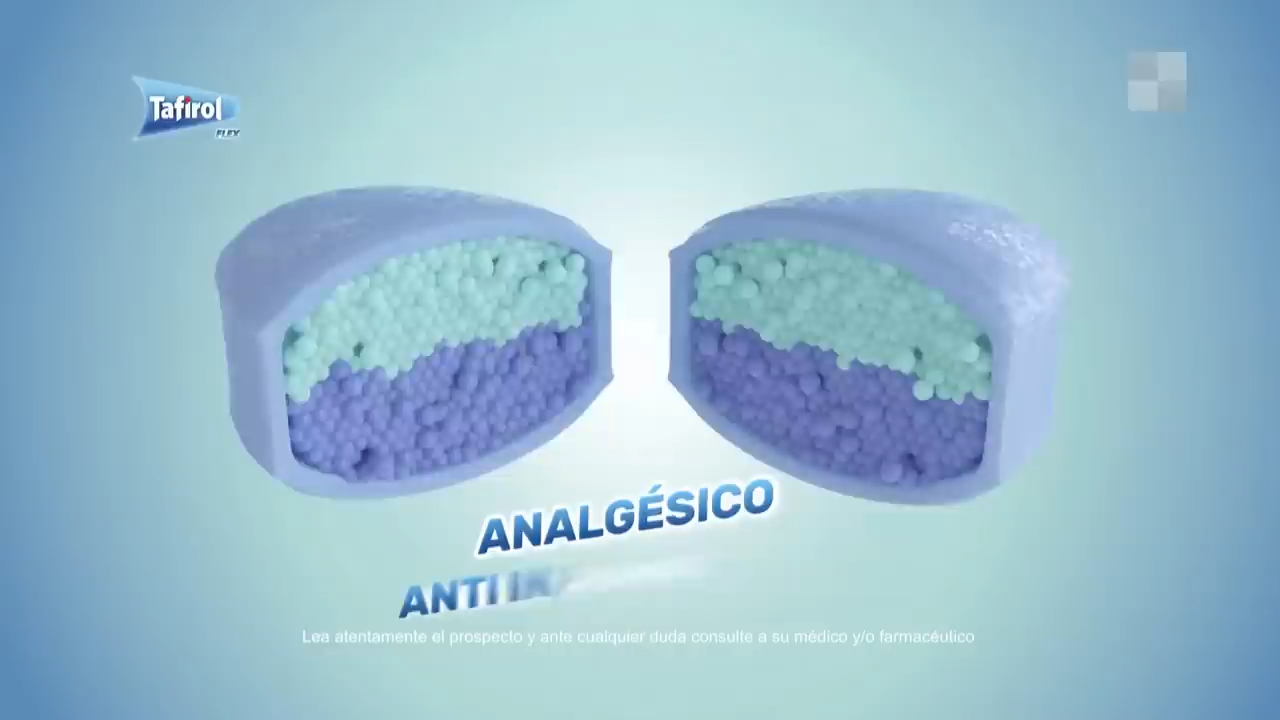 Tafirol
FLEX
ANALGÉSICO
ANTI
Lea atentamente el prospecto y ante cualquier duda consulte a su médico y/o farmacéutico